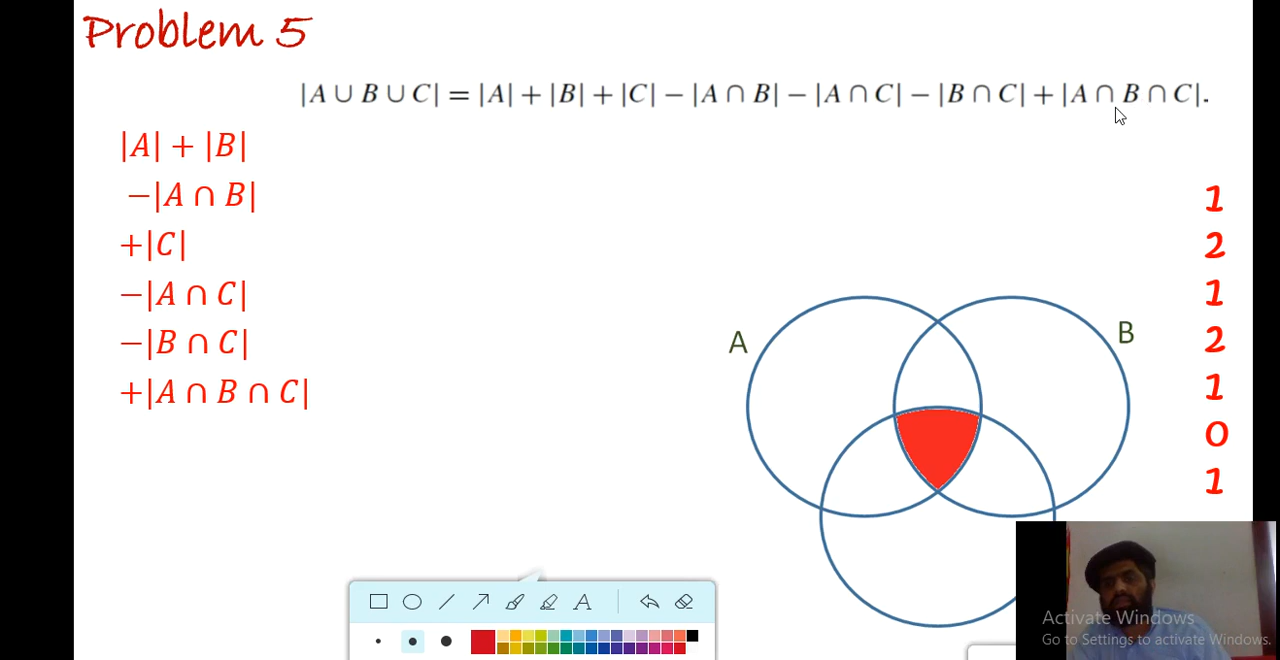 Problem 5
|A ∪ B ∪ C| = |A| + |B| + |C| − |A ∩ B| − |A ∩ C| − |B ∩ C| + |A ∩ B ∩ C|.
|A| + |B|
−|A ∩ B|
+|C|
−|A ∩ C|
−|B ∩ C|
+|A ∩ B ∩ C|
1
2
1
2
1
0
1
A
B
A
Activate Windows
Go to Settings to activate Windows.